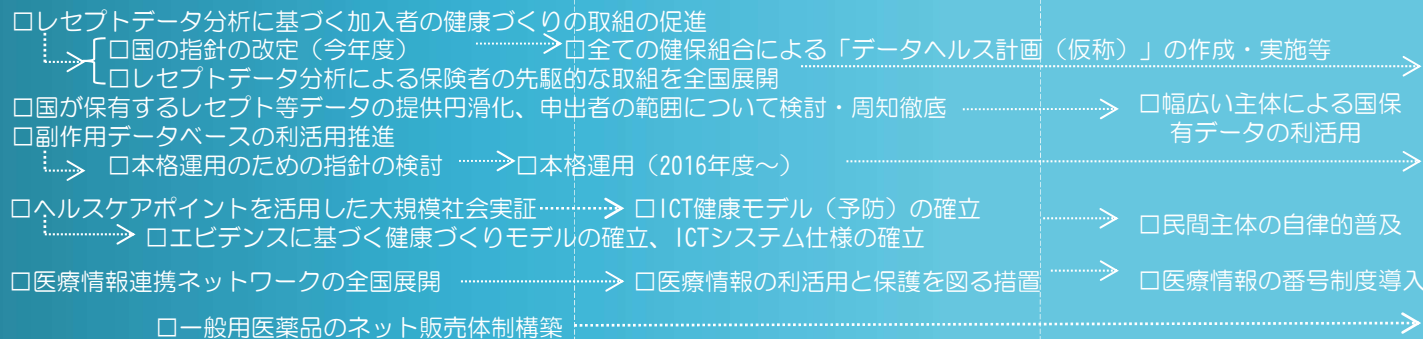 □レセプトデータ分析に基づく加入者の健康づくりの取組の促進
□国の指針の改定（今年度） □全ての健保組合による「データヘルス計画（仮称）」の作成・実施等
□レセプトデータ分析による保険者の先駆的な取組を全国展開
□国が保有するレセプト等データの提供円滑化、申出者の範囲について検討・周知徹底 □幅広い主体による国保
有データの利活用
□副作用データベースの利活用推進
□本格運用のための指針の検討 □本格運用（2016年度～）
□ヘルスケアポイントを活用した大規模社会実証 □ICT健康モデル（予防）の確立
□民間主体の自律的普及
□エビデンスに基づく健康づくりモデルの確立、ICTシステム仕様の確立
□医療情報連携ネットワークの全国展開 □医療情報の利活用と保護を図る措置 □医療情報の番号制度導入
□一般用医薬品のネット販売体制構築